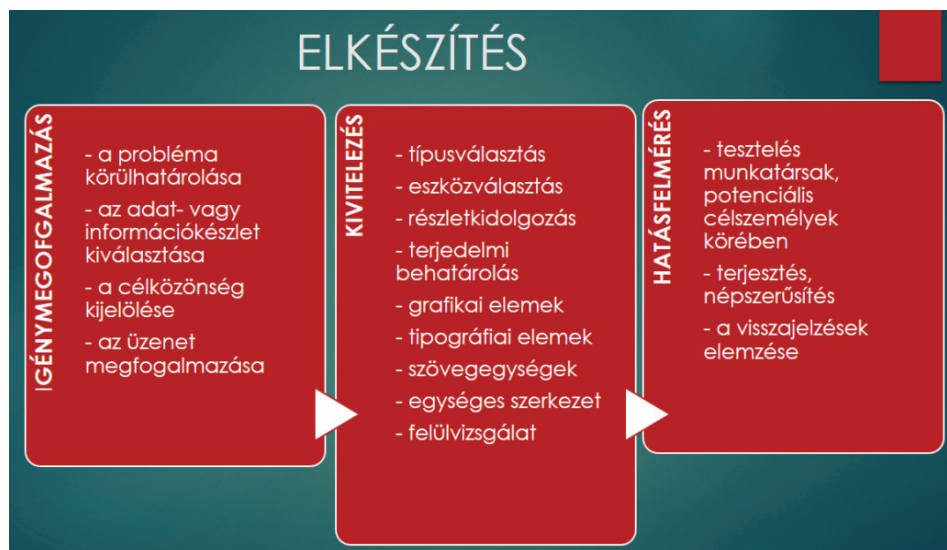 ELKÉSZÍTÉS
IGÉNYMEGOFGALMAZÁS
- a probléma
körülhatárolása
- az adat- vagy
információkészlet
kiválasztása
- a célközönség
kijelölése
- az üzenet
megfogalmazása
KIVITELEZÉS
- típusválasztás
- eszközválasztás
- részletkidolgozás
- terjedelmi
behatárolás
- grafikai elemek
- tipográfiai elemek
- szövegegységek
- egységes szerkezet
- felülvizsgálat
HATÁSFELMÉRÉS
- tesztelés
munkatársak,
potenciális
célszemélyek
körében
- terjesztés,
népszerűsítés
- a visszajelzések
elemzése